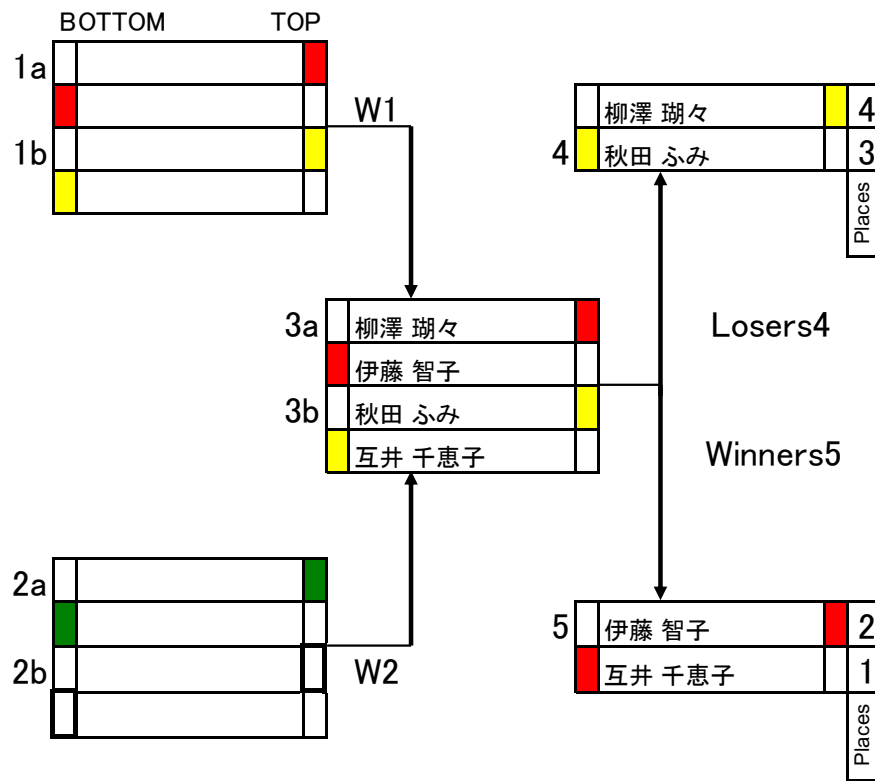 BOTTOM TOP
1a
W1
1b
柳澤 瑚々 4
4 秋田 ふみ 3
Places
3a 柳澤 瑚々
伊藤 智子
3b 秋田 ふみ
互井 千恵子
Losers4
Winners5
2a
2b W2
5 伊藤 智子 2
互井 千恵子 1
Places